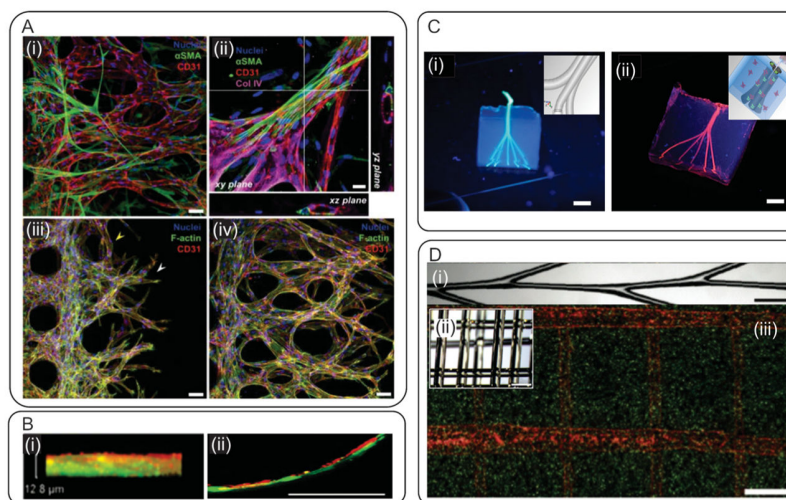 A
(i)
Nuclei
αSMA
CD31
(ii)
Nuclei
αSMA
CD31
Col IV
xy plane
yz plane
xz plane
(iii)
Nuclei
F-actin
CD31
(iv)
Nuclei
F-actin
CD31
B
(i)
12.8 µm
(ii)
C
(i)
(ii)
D
(i)
(ii)
(iii)